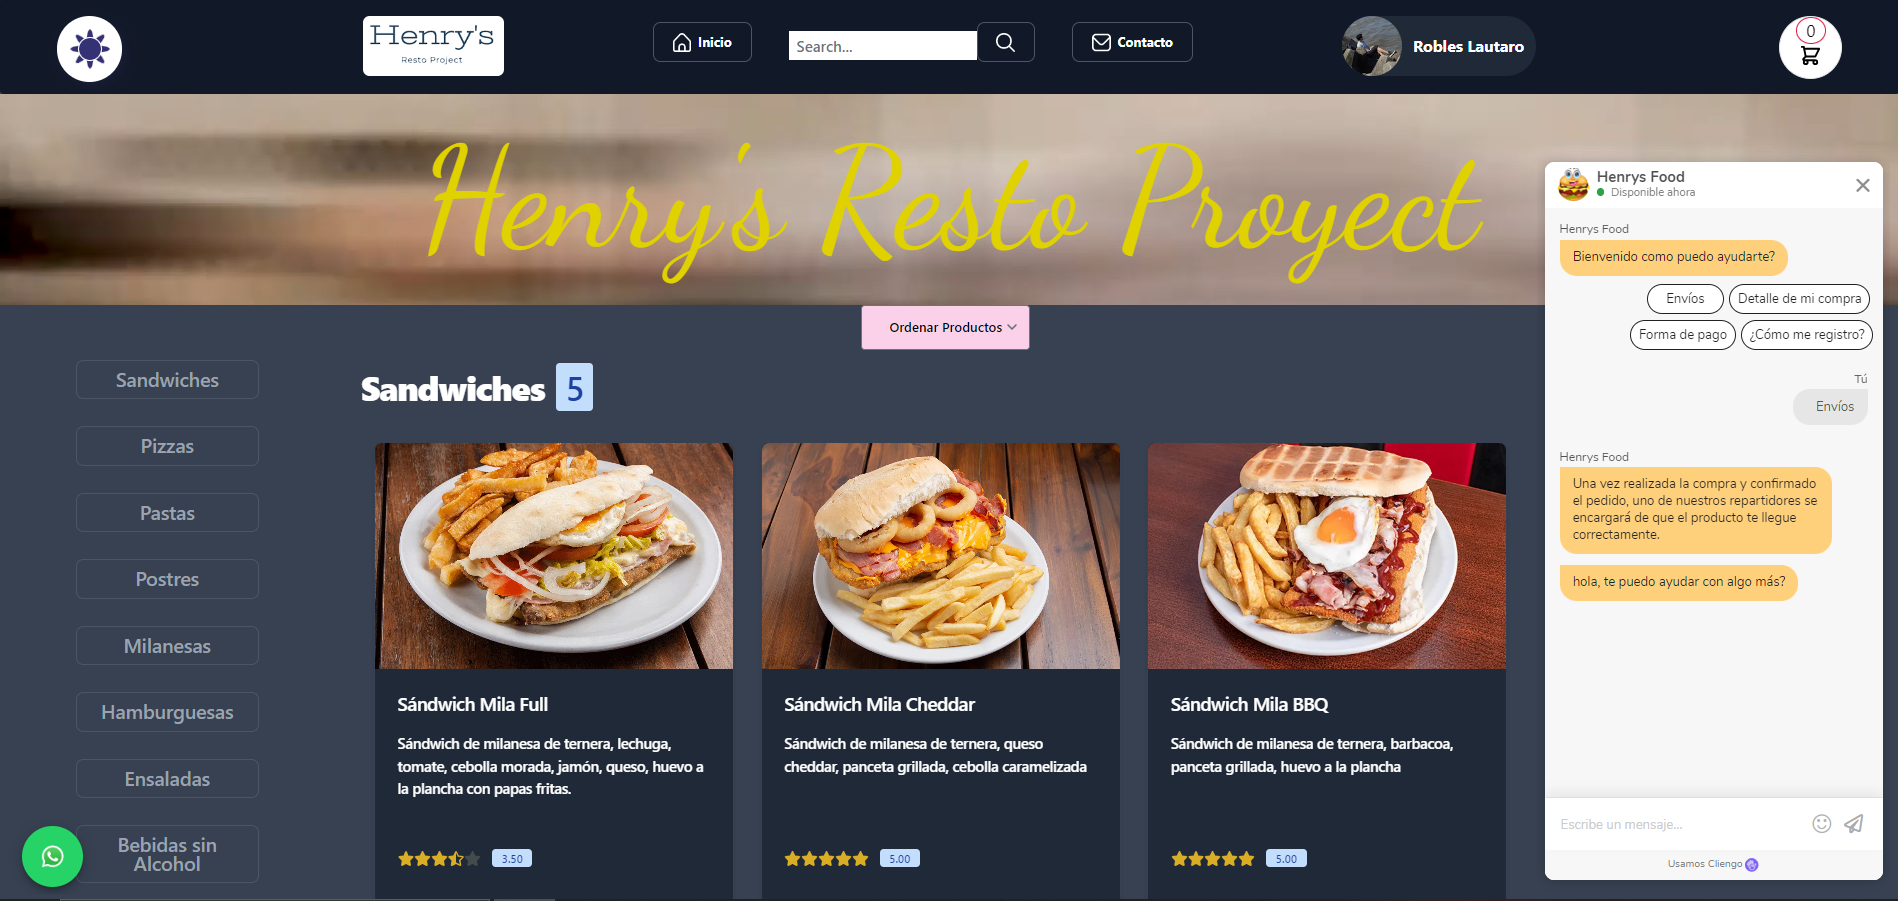 Henry's
Resto Project
Inicio
Search...
Contacto
Robles Lautaro
0
Henry's Resto Proyect
Ordenar Productos
Sandwiches
Pizzas
Pastas
Postres
Milanesas
Hamburguesas
Ensaladas
Bebidas sin
Alcohol
Sandwiches 5
Sándwich Mila Full
Sándwich de milanesa de ternera, lechuga,
tomate, cebolla morada, jamón, queso, huevo a
la plancha con papas fritas.
3.50
Sándwich Mila Cheddar
Sándwich de milanesa de ternera, queso
cheddar, panceta grillada, cebolla caramelizada
5.00
Sándwich Mila BBQ
Sándwich de milanesa de ternera, barbacoa,
panceta grillada, huevo a la plancha
5.00
Henrys Food
Disponible ahora
Henrys Food
Bienvenido como puedo ayudarte?
Envíos
Detalle de mi compra
Forma de pago
¿Cómo me registro?
Tú
Envíos
Henrys Food
Una vez realizada la compra y confirmado
el pedido, uno de nuestros repartidores se
encargará de que el producto te llegue
correctamente.
hola, te puedo ayudar con algo más?
Escribe un mensaje...
Usamos Cliengo